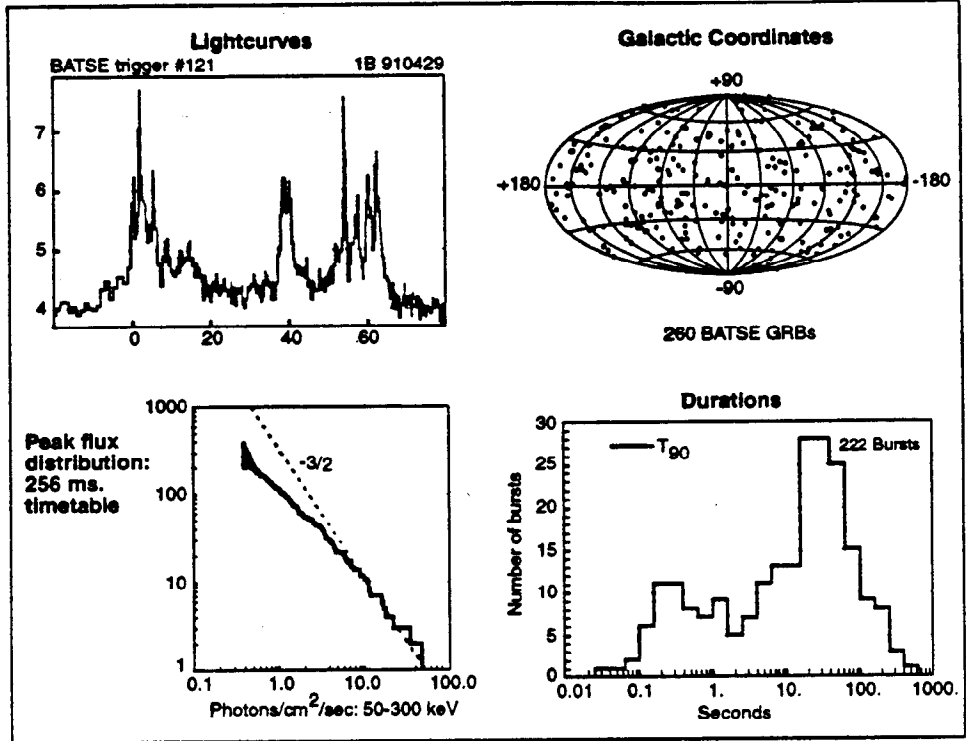 Lightcurves
BATSE trigger #121 1B 910429
7
6
5
4
0 20 40 60
Galactic Coordinates
+90
+180 -180
-90
260 BATSE GRBs
Peak flux
distribution:
256 ms.
timetable
1000
100
10
1
-3/2
0.1 1.0 10.0 100.0
Photons/cm²/sec: 50-300 keV
Durations
30
25
20
15
10
5
0
Number of bursts
T90 222 Bursts
0.01 0.1 1. 10. 100. 1000.
Seconds